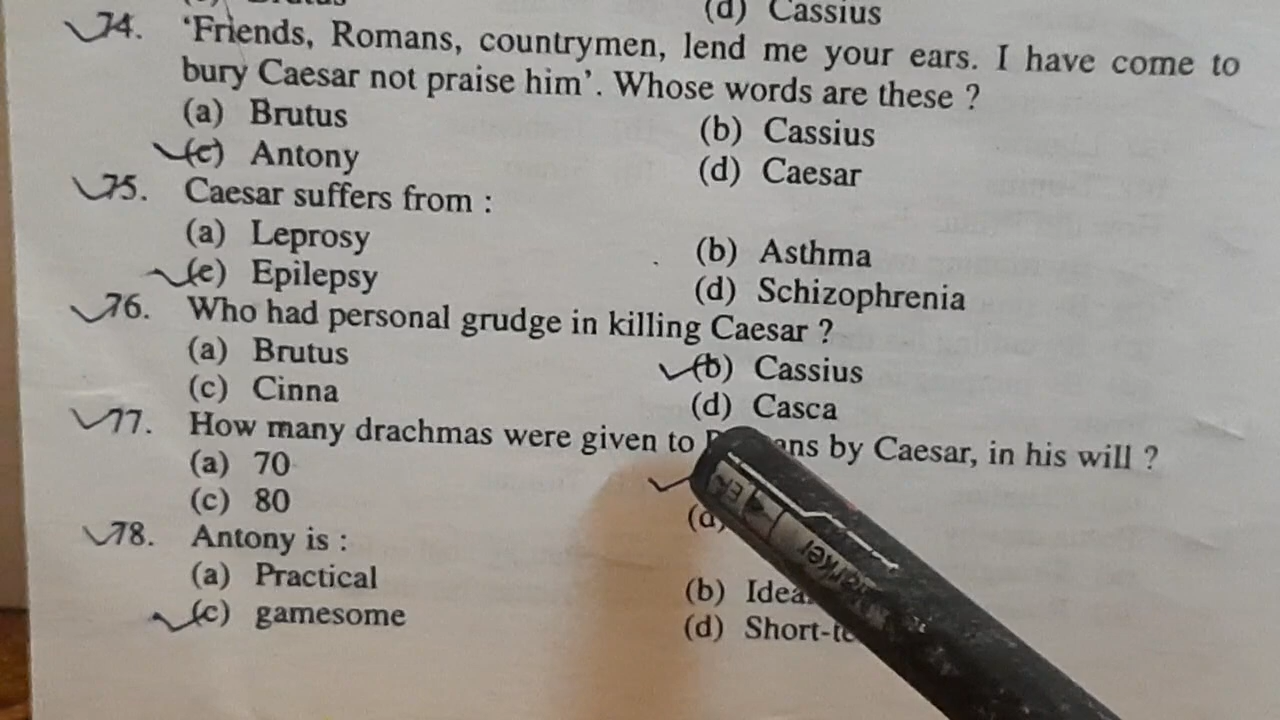 (d) Cassius
74. 'Friends, Romans, countrymen, lend me your ears. I have come to
bury Caesar not praise him'. Whose words are these ?
(a) Brutus (b) Cassius
(c) Antony (d) Caesar
75. Caesar suffers from :
(a) Leprosy (b) Asthma
(c) Epilepsy (d) Schizophrenia
76. Who had personal grudge in killing Caesar ?
(a) Brutus (b) Cassius
(c) Cinna (d) Casca
77. How many drachmas were given to by Caesar, in his will ?
(a) 70
(c) 80 (d)
78. Antony is :
(a) Practical (b)
(c) gamesome (d)
marker